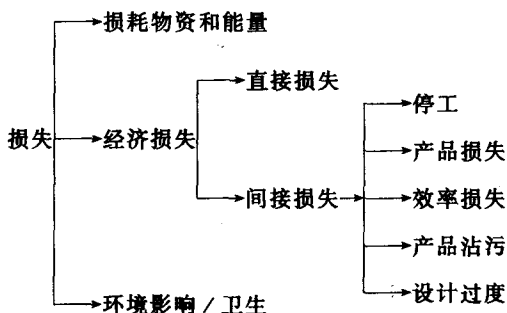 损耗物资和能量
直接损失
停工
损失
经济损失
产品损失
间接损失
效率损失
产品沾污
设计过度
环境影响/卫生